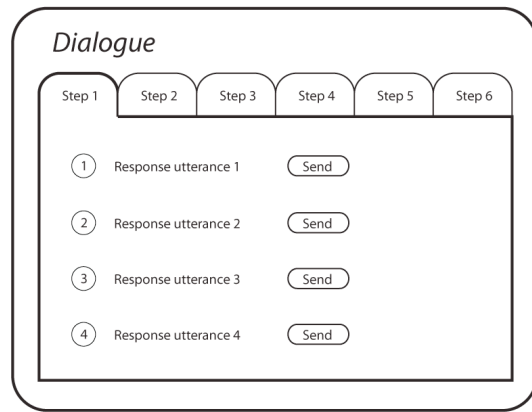 Dialogue
Step 1 Step 2 Step 3 Step 4 Step 5 Step 6
1 Response utterance 1 Send
2 Response utterance 2 Send
3 Response utterance 3 Send
4 Response utterance 4 Send